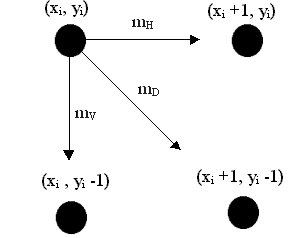 (xᵢ, yᵢ) (xᵢ +1, yᵢ)
m_H
m_D
m_V
(xᵢ , yᵢ -1) (xᵢ +1, yᵢ -1)